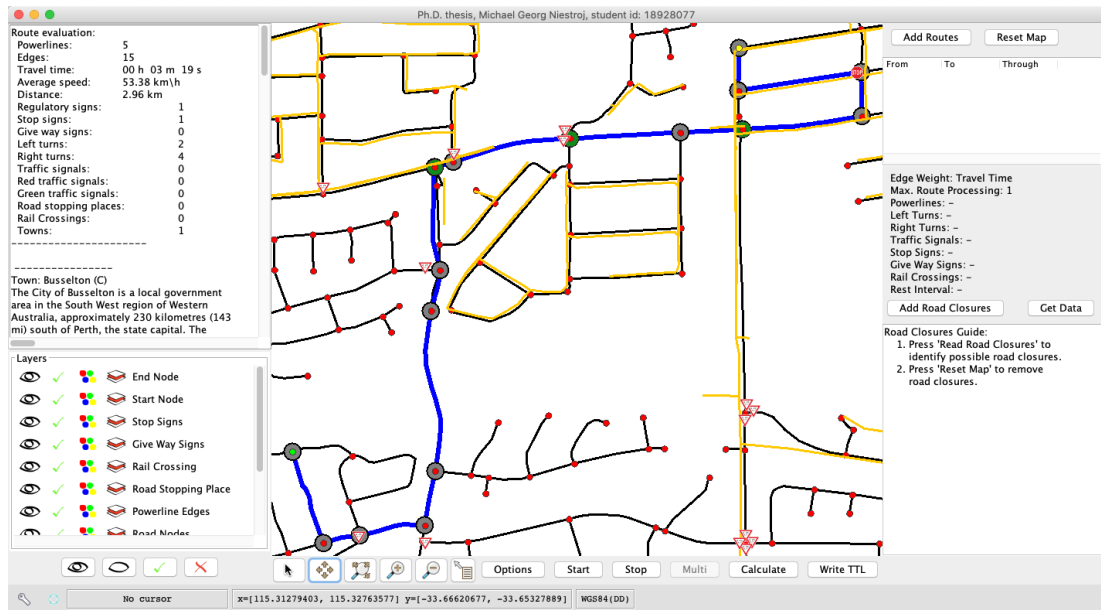 Ph.D. thesis, Michael Georg Niestroj, student id: 18928077
Route evaluation:
Powerlines: 5
Edges: 15
Travel time: 00 h 03 m 19 s
Average speed: 53.38 km\h
Distance: 2.96 km
Regulatory signs: 1
Stop signs: 1
Give way signs: 0
Left turns: 2
Right turns: 4
Traffic signals: 0
Red traffic signals: 0
Green traffic signals: 0
Road stopping places: 0
Rail Crossings: 0
Towns: 1
-----------------------
-----------------
Town: Busselton (C)
The City of Busselton is a local government
area in the South West region of Western
Australia, approximately 230 kilometres (143
mi) south of Perth, the state capital. The
Layers
End Node
Start Node
Stop Signs
Give Way Signs
Rail Crossing
Road Stopping Place
Powerline Edges
Road Nodes
Add Routes Reset Map
From To Through
Edge Weight: Travel Time
Max. Route Processing: 1
Powerlines: –
Left Turns: –
Right Turns: –
Traffic Signals: –
Stop Signs: –
Give Way Signs: –
Rail Crossings: –
Rest Interval: –
Add Road Closures Get Data
Road Closures Guide:
1. Press 'Read Road Closures' to
identify possible road closures.
2. Press 'Reset Map' to remove
road closures.
Options Start Stop Multi Calculate Write TTL
No cursor x=[115.31279403, 115.32763577] y=[-33.66620677, -33.65327889] WGS84(DD)